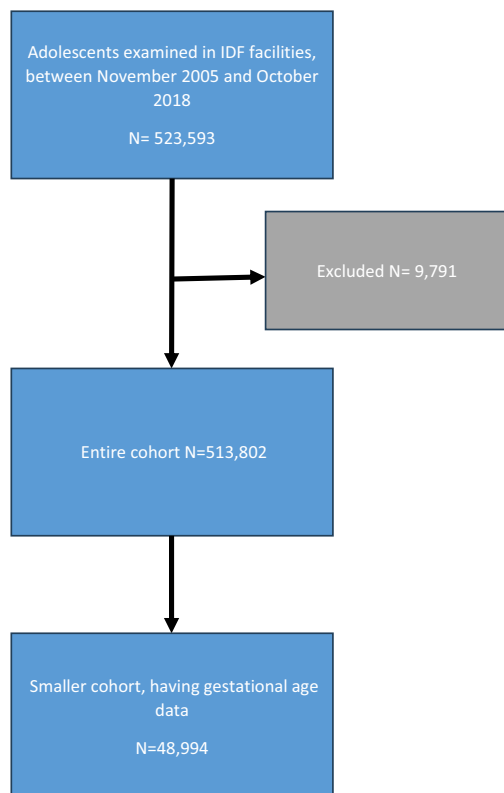 Adolescents examined in IDF facilities,
between November 2005 and October
2018
N= 523,593
Excluded N= 9,791
Entire cohort N=513,802
Smaller cohort, having gestational age
data
N=48,994